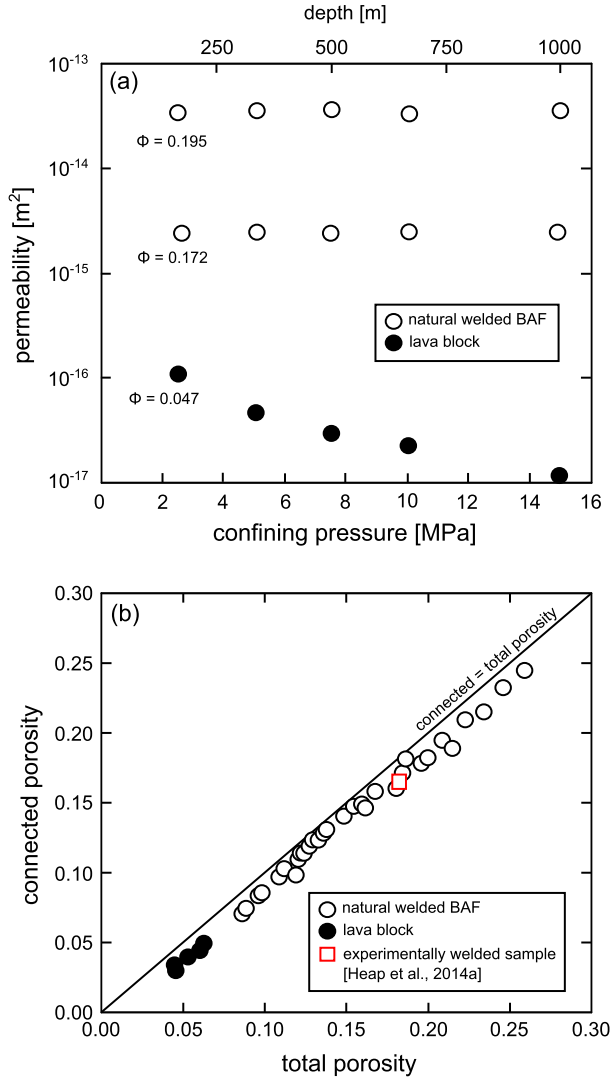 depth [m]
250 500 750 1000
(a)
10-13
Φ = 0.195
10-14
Φ = 0.172
10-15
natural welded BAF
lava block
10-16
Φ = 0.047
10-17
permeability [m2]
0 2 4 6 8 10 12 14 16
confining pressure [MPa]
(b)
0.30
0.25
0.20
0.15
0.10
0.05
0.00
connected porosity
connected = total porosity
natural welded BAF
lava block
experimentally welded sample
[Heap et al., 2014a]
0.00 0.05 0.10 0.15 0.20 0.25 0.30
total porosity